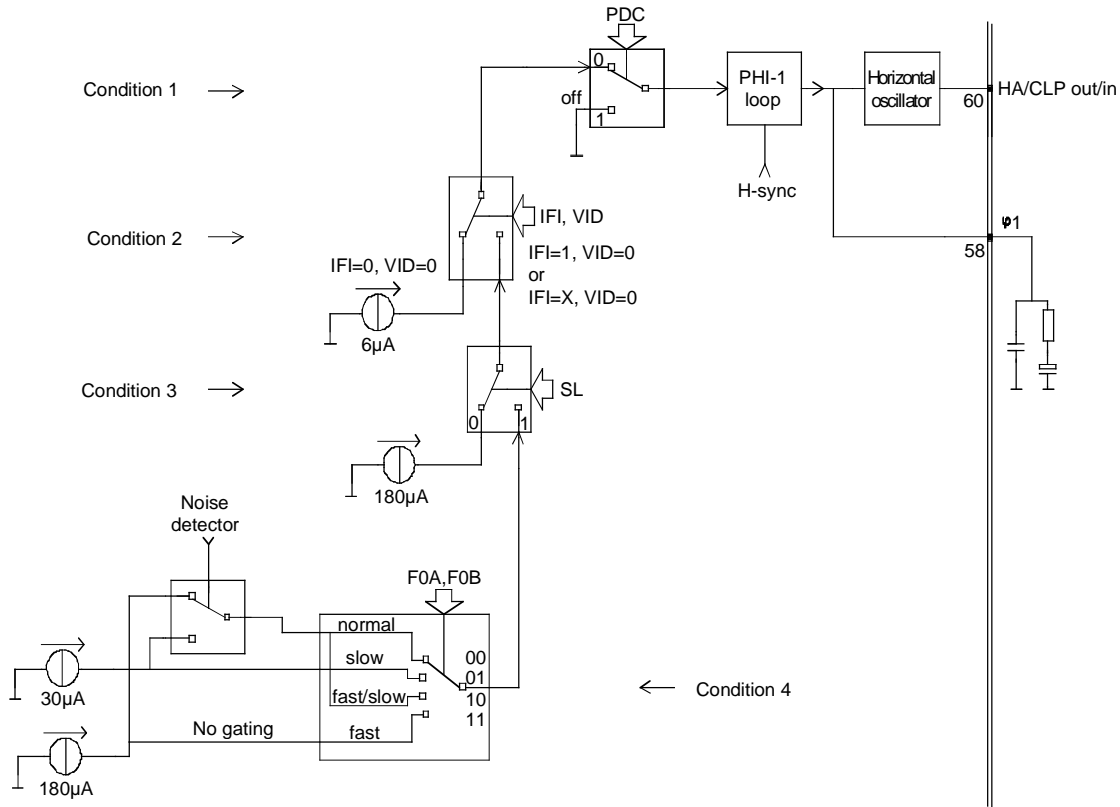 PDC
Condition 1
0
off
1
PHI-1
loop
Horizontal
oscillator
60
HA/CLP out/in
H-sync
Condition 2
IFI, VID
IFI=0, VID=0
IFI=1, VID=0
or
IFI=X, VID=0
φ1
58
6µA
Condition 3
SL
0
1
180µA
Noise
detector
F0A,F0B
normal
00
slow
01
fast/slow
10
11
30µA
No gating
fast
180µA
Condition 4